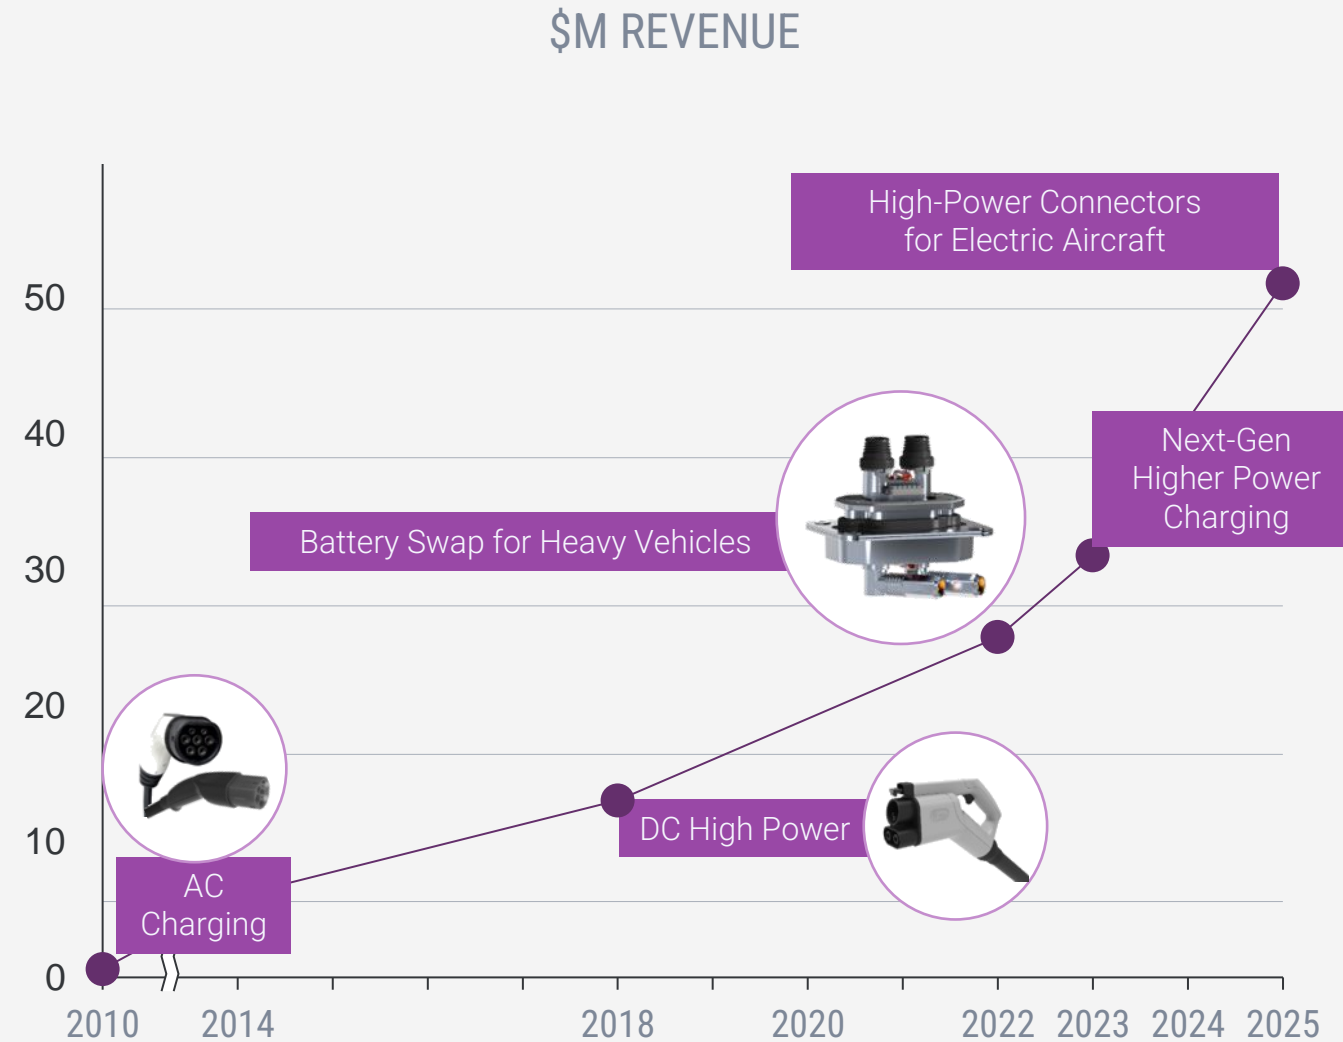 $M REVENUE
High-Power Connectors
for Electric Aircraft
50
40
Next-Gen
Higher Power
Charging
Battery Swap for Heavy Vehicles
30
20
DC High Power
10
AC
Charging
0
2010 2014 2018 2020 2022 2023 2024 2025